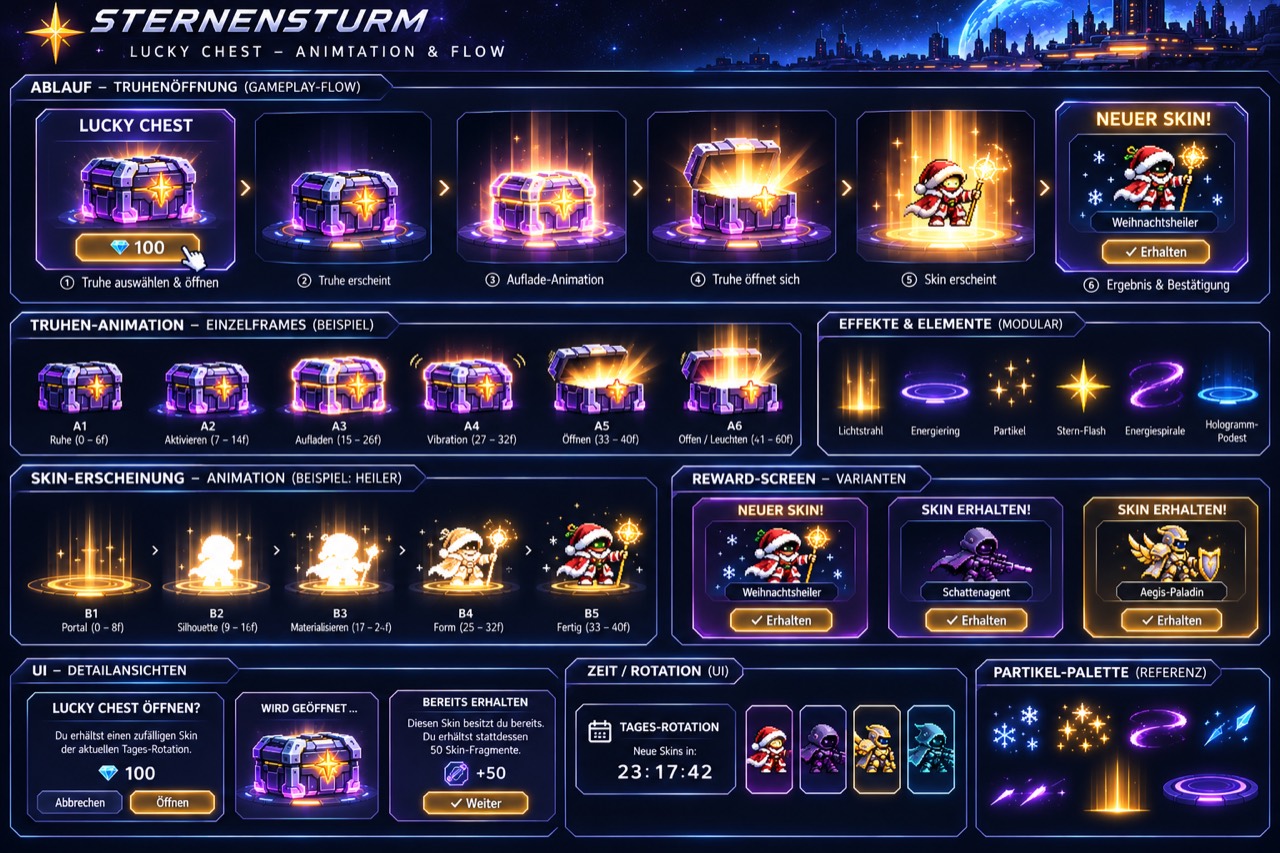 STERNENSTURM
LUCKY CHEST – ANIMTATION & FLOW
ABLAUF – TRUHENÖFFNUNG (GAMEPLAY-FLOW)
LUCKY CHEST
100
① Truhe auswählen & öffnen
② Truhe erscheint
③ Auflade-Animation
④ Truhe öffnet sich
⑤ Skin erscheint
NEUER SKIN!
Weihnachtsheiler
✓ Erhalten
⑥ Ergebnis & Bestätigung
TRUHEN-ANIMATION – EINZELFRAMES (BEISPIEL)
A1
Ruhe (0 – 6f)
A2
Aktivieren (7 – 14f)
A3
Aufladen (15 – 26f)
A4
Vibration (27 – 32f)
A5
Öffnen (33 – 40f)
A6
Offen / Leuchten (41 – 60f)
EFFEKTE & ELEMENTE (MODULAR)
Lichtstrahl
Energiering
Partikel
Stern-Flash
Energiespirale
Hologramm-
Podest
SKIN-ERSCHEINUNG – ANIMATION (BEISPIEL: HEILER)
B1
Portal (0 – 8f)
B2
Silhouette (9 – 16f)
B3
Materialisieren (17 – 24f)
B4
Form (25 – 32f)
B5
Fertig (33 – 40f)
REWARD-SCREEN – VARIANTEN
NEUER SKIN!
Weihnachtsheiler
✓ Erhalten
SKIN ERHALTEN!
Schattenagent
✓ Erhalten
SKIN ERHALTEN!
Aegis-Paladin
✓ Erhalten
UI – DETAILANSICHTEN
LUCKY CHEST ÖFFNEN?
Du erhältst einen zufälligen Skin
der aktuellen Tages-Rotation.
100
Abbrechen
Öffnen
WIRD GEÖFFNET ...
BEREITS ERHALTEN
Diesen Skin besitzt du bereits.
Du erhältst stattdessen
50 Skin-Fragmente.
+50
✓ Weiter
ZEIT / ROTATION (UI)
TAGES-ROTATION
Neue Skins in:
23:17:42
PARTIKEL-PALETTE (REFERENZ)